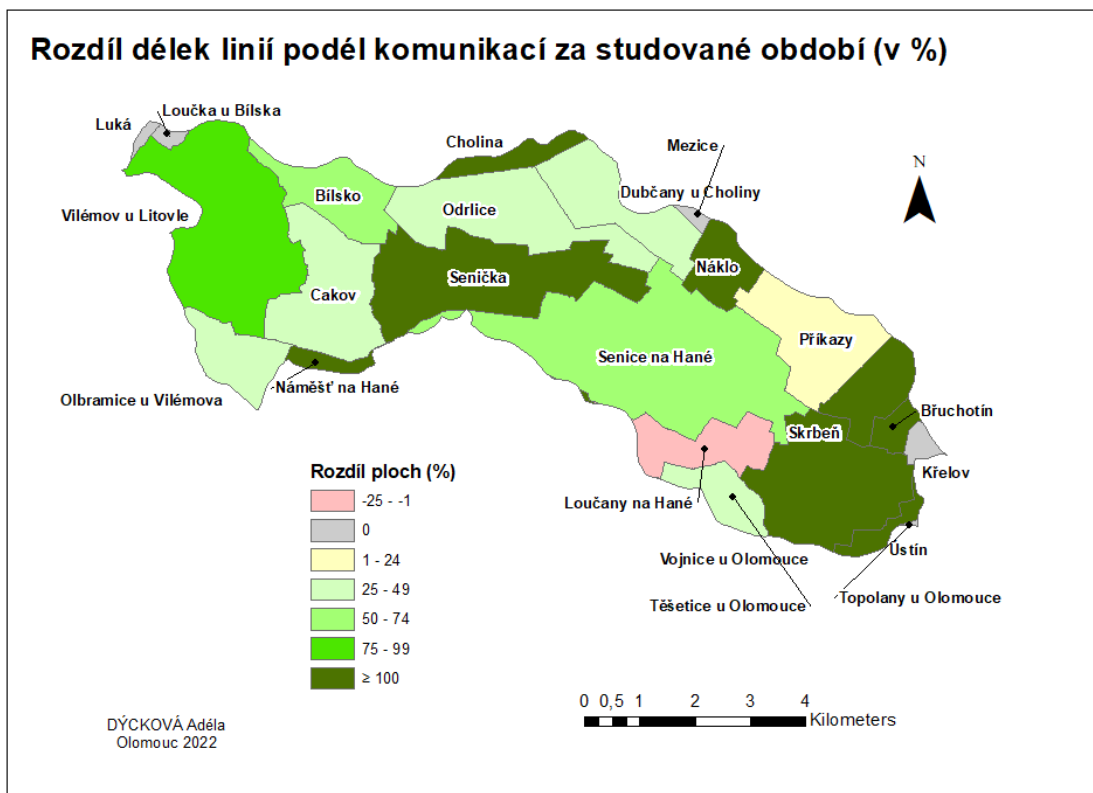 Rozdíl délek linií podél komunikací za studované období (v %)
Loučka u Bílska
Luká
Cholina
Mezice
N
Bílsko
Dubčany u Choliny
Vilémov u Litovle
Odrlice
Náklo
Senička
Cakov
Příkazy
Senice na Hané
Náměšť na Hané
Olbramice u Vilémova
Břuchotín
Skrbeň
Křelov
Loučany na Hané
Ústín
Vojnice u Olomouce
Topolany u Olomouce
Těšetice u Olomouce
Rozdíl ploch (%)
-25 - -1
0
1 - 24
25 - 49
50 - 74
75 - 99
≥ 100
0 0,5 1 2 3 4
Kilometers
DÝCKOVÁ Adéla
Olomouc 2022